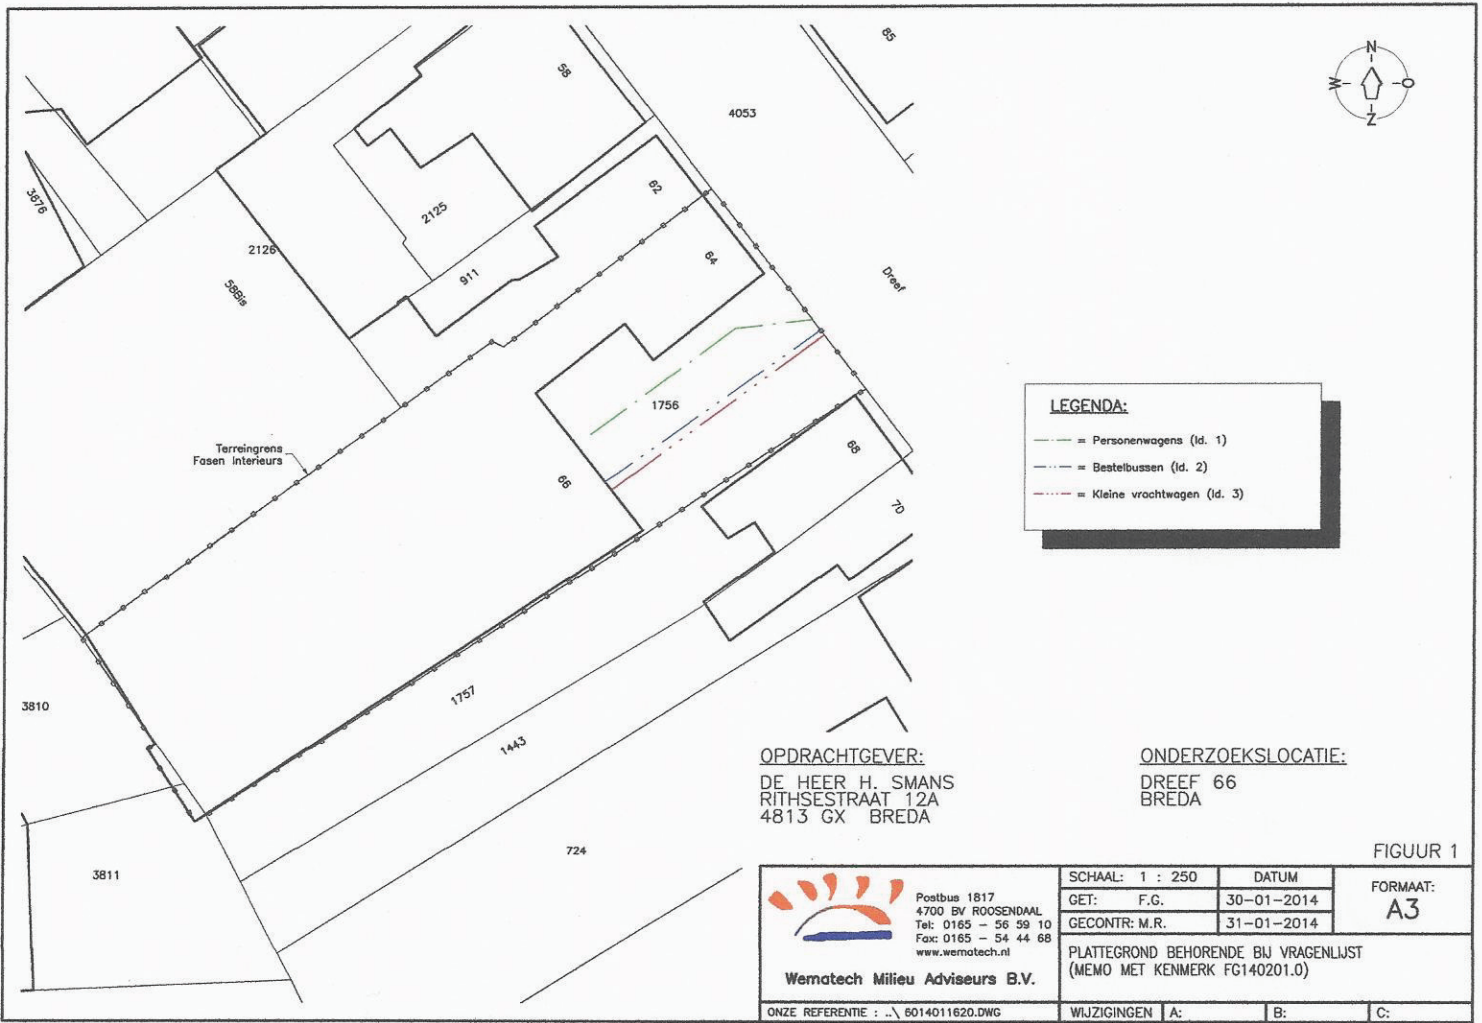 N
W
O
Z
85
58
4053
3676
62
2125
2126
58Bis
911
64
Dreef
1756
Terreingrens
Fasen Interieurs
66
68
70
LEGENDA:
= Personenwagens (Id. 1)
= Bestelbussen (Id. 2)
= Kleine vrachtwagen (Id. 3)
3810
1757
1443
724
3811
OPDRACHTGEVER:
DE HEER H. SMANS
RITHSESTRAAT 12A
4813 GX BREDA
ONDERZOEKSLOCATIE:
DREEF 66
BREDA
FIGUUR 1
Postbus 1817
4700 BV ROOSENDAAL
Tel: 0165 - 56 59 10
Fax: 0165 - 54 44 68
www.wematech.nl
Wematech Milieu Adviseurs B.V.
ONZE REFERENTIE : ..\ 6014011620.DWG
SCHAAL: 1 : 250
DATUM
GET: F.G.
30-01-2014
GECONTR: M.R.
31-01-2014
FORMAAT:
A3
PLATTEGROND BEHORENDE BIJ VRAGENLIJST
(MEMO MET KENMERK FG140201.0)
WIJZIGINGEN A: B: C: